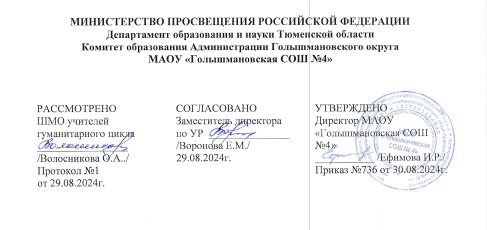 МИНИСТЕРСТВО ПРОСВЕЩЕНИЯ РОССИЙСКОЙ ФЕДЕРАЦИИ
Департамент образования и науки Тюменской области
Комитет образования Администрации Голышмановского округа
МАОУ «Голышмановская СОШ №4»
РАССМОТРЕНО
ШМО учителей
гуманитарного цикла
/Волосникова О.А../
Протокол №1
от 29.08.2024г.
СОГЛАСОВАНО
Заместитель директора
по УР
/Воронова Е.М./
29.08.2024г.
УТВЕРЖДЕНО
Директор МАОУ
«Голышмановская СОШ
№4»
/Ефимова И.Р./
Приказ №736 от 30.08.2024г.